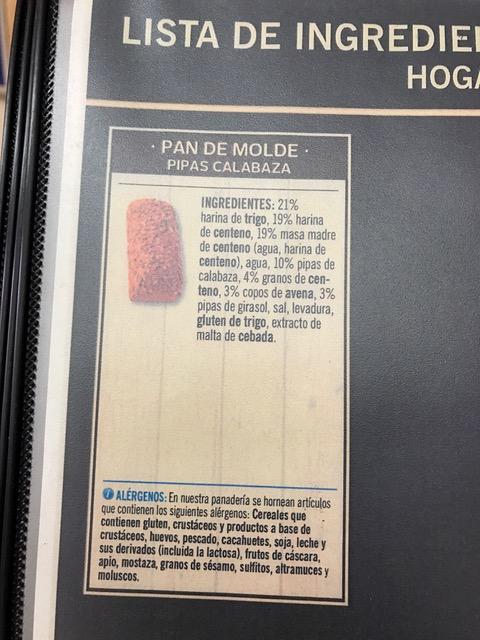 LISTA DE INGREDIE
HOGA
· PAN DE MOLDE ·
PIPAS CALABAZA
INGREDIENTES: 21%
harina de trigo, 19% harina
de centeno, 19% masa madre
de centeno (agua, harina de
centeno), agua, 10% pipas de
calabaza, 4% granos de cen-
teno, 3% copos de avena, 3%
pipas de girasol, sal, levadura,
gluten de trigo, extracto de
malta de cebada.
i ALÉRGENOS: En nuestra panadería se hornean artículos
que contienen los siguientes alérgenos: Cereales que
contienen gluten, crustáceos y productos a base de
crustáceos, huevos, pescado, cacahuetes, soja, leche y
sus derivados (incluida la lactosa), frutos de cáscara,
apio, mostaza, granos de sésamo, sulfitos, altramuces y
moluscos.